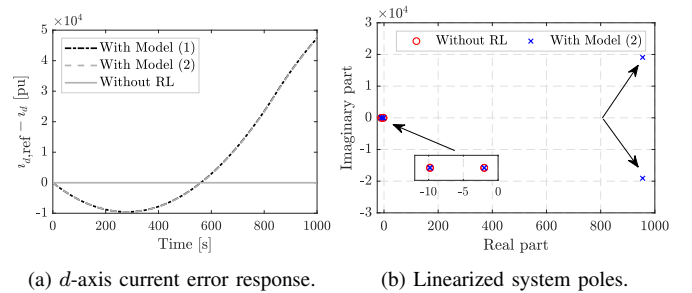 ×10⁴
5
4
3
2
1
0
-1
i_{d,ref} − i_d [pu]
With Model (1)
With Model (2)
Without RL
0
200
400
600
800
1000
Time [s]
(a) d-axis current error response.
×10⁴
3
2
1
0
-1
-2
-3
Imaginary part
Without RL
With Model (2)
-10
-5
0
0
200
400
600
800
1000
Real part
(b) Linearized system poles.